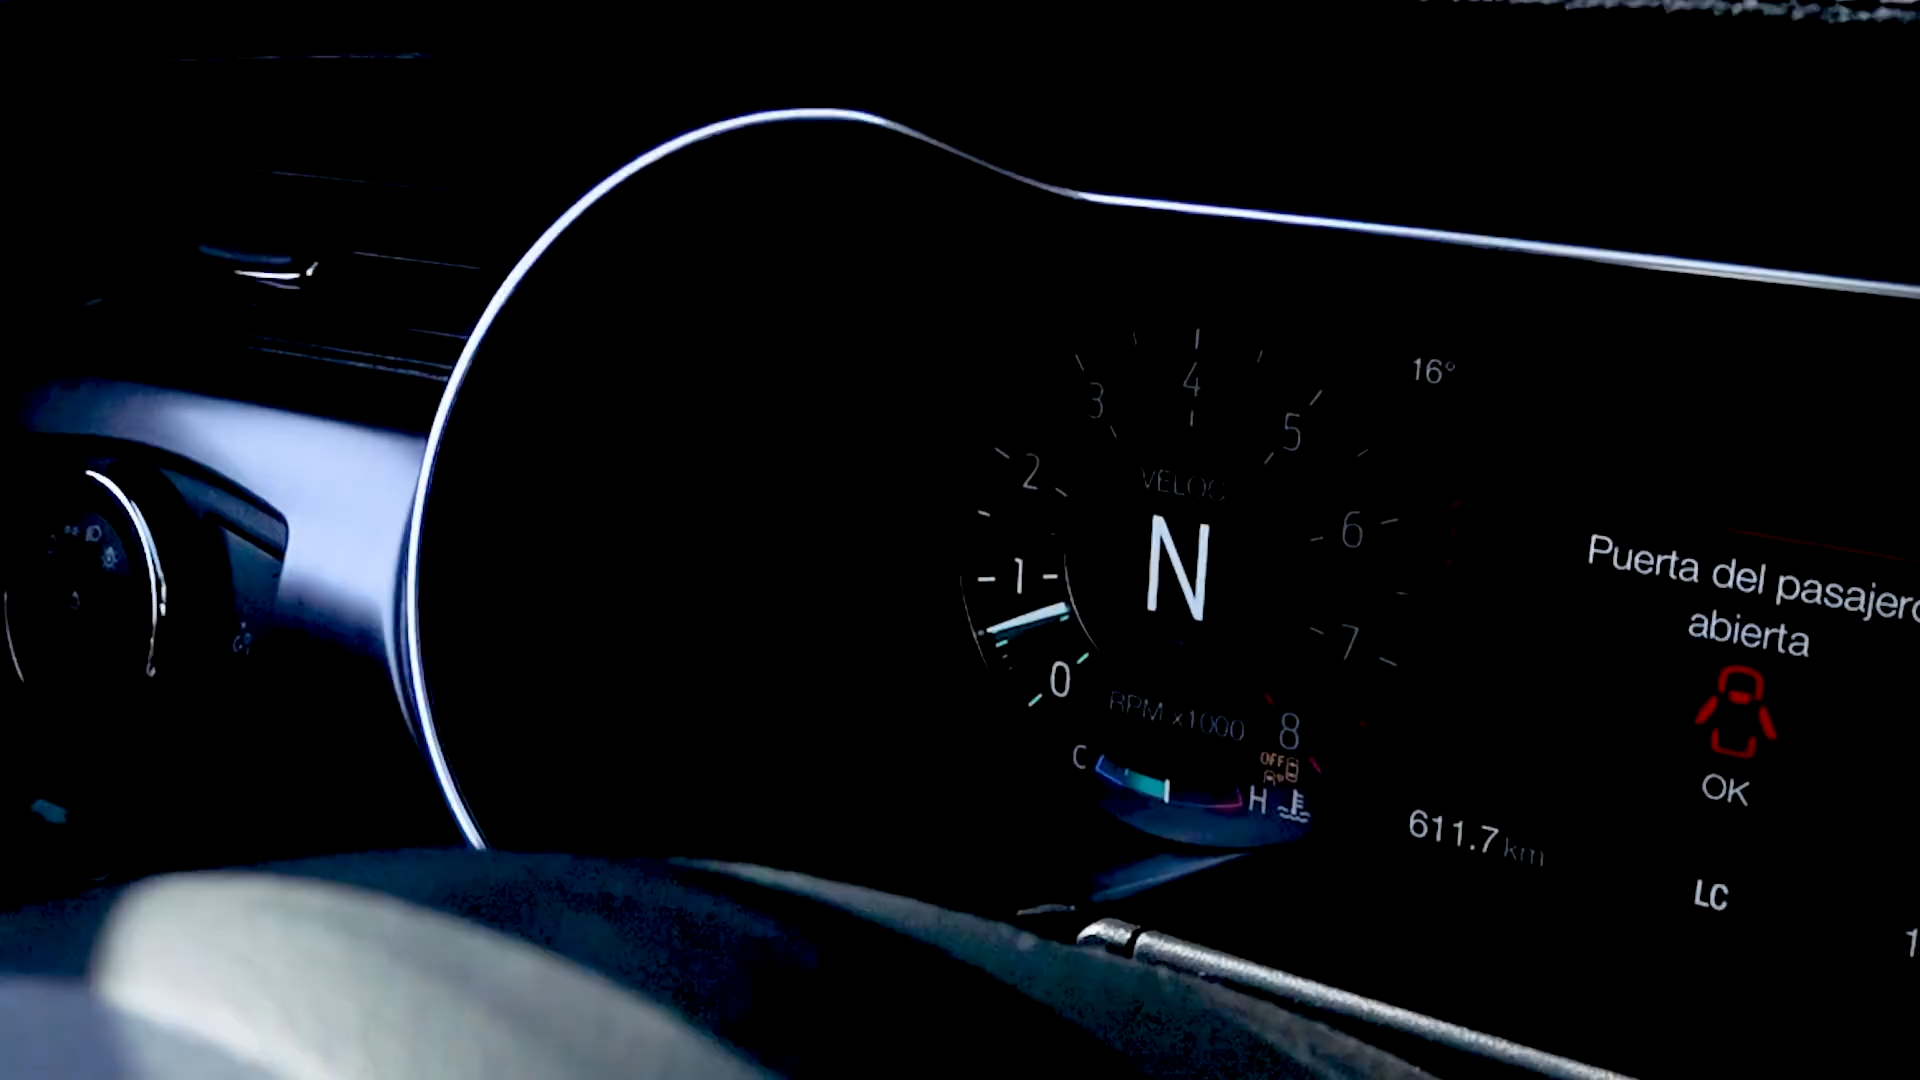 16°
4
3
5
2
VELOC
6
1
N
7
0
RPM x1000
8
C
OFF
H
Puerta del pasajero
abierta
OK
611.7 km
LC